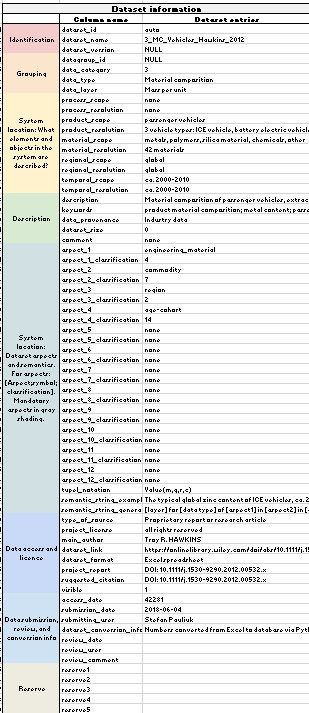 Dataset information
Column name Dataset entries
Identification
dataset_id auto
dataset_name 3_MC_Vehicles_Hawkins_2012
dataset_version NULL
datagroup_id NULL
Grouping
data_category 3
data_type Material composition
data_layer Mass per unit
System location: What elements and objects in the system are described?
process_scope none
process_resolution none
product_scope passenger vehicles
product_resolution 3 vehicle types: ICE vehicle, battery electric vehicle
material_scope metals, polymers, silica material, chemicals, other
material_resolution 42 materials
regional_scope global
regional_resolution global
temporal_scope ca. 2000-2010
temporal_resolution ca. 2000-2010
Description
description Material composition of passenger vehicles, extrac
keywords product material composition; metal content; passe
data_provenance Industry data
dataset_size 0
comment none
System location: Dataset aspects and semantics. For aspects: [Aspect;symbol; classification]. Mandatory aspects in gray shading.
aspect_1 engineering_material
aspect_1_classification 4
aspect_2 commodity
aspect_2_classification 7
aspect_3 region
aspect_3_classification 2
aspect_4 age-cohort
aspect_4_classification 14
aspect_5 none
aspect_5_classification none
aspect_6 none
aspect_6_classification none
aspect_7 none
aspect_7_classification none
aspect_8 none
aspect_8_classification none
aspect_9 none
aspect_9_classification none
aspect_10 none
aspect_10_classification none
aspect_11 none
aspect_11_classification none
aspect_12 none
aspect_12_classification none
tupel_notation Value(m,g,r,c)
semantic_string_exampl The typical global zinc content of ICE vehicles, ca. 2
semantic_string_genera [layer] for [data type] of [aspect1] in [aspect2] in [
Data access and licence
type_of_source Proprietary report or research article
project_license all rights reserved
main_author Troy R. HAWKINS
dataset_link https://onlinelibrary.wiley.com/doi/abs/10.1111/j.1
dataset_format Excel spreadsheet
project_report DOI: 10.1111/j.1530-9290.2012.00532.x
suggested_citation DOI: 10.1111/j.1530-9290.2012.00532.x
visible 1
Data submission, review, and conversion info
access_date 42281
submission_date 2018-06-04
submitting_user Stefan Pauliuk
dataset_conversion_info Numbers converted from Excel to database via Pyth
review_date
review_user
review_comment
Reserve
reserve1
reserve2
reserve3
reserve4
reserve5